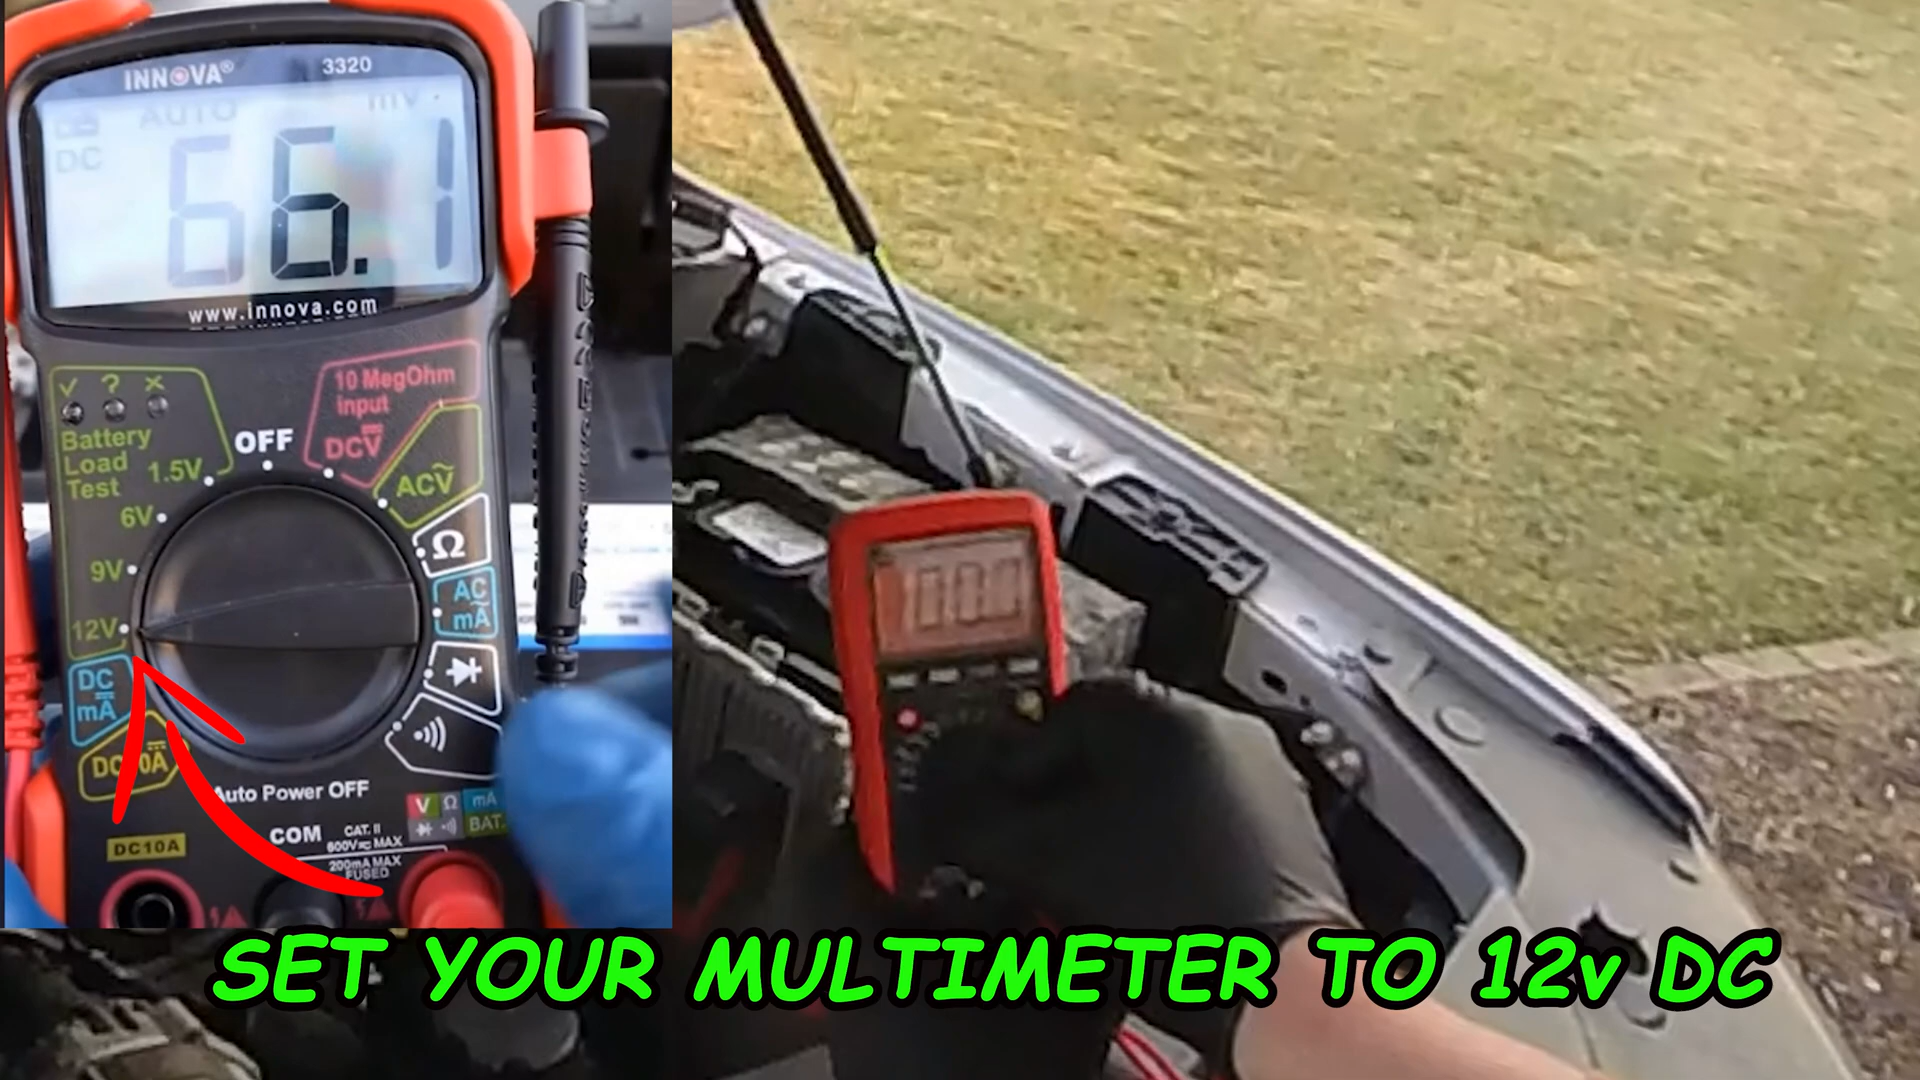 INNOVA® 3320
AUTO mV
DC
66.1
www.innova.com
10 MegOhm
input
DCV
ACV
Ω
AC
mA
✓ ? ×
Battery
Load
Test
1.5V
6V
9V
12V
OFF
DC
mA
Auto Power OFF
COM
CAT. II
600V MAX
200mA MAX
FUSED
V Ω mA
BAT.
DC10A
000
SET YOUR MULTIMETER TO 12v DC